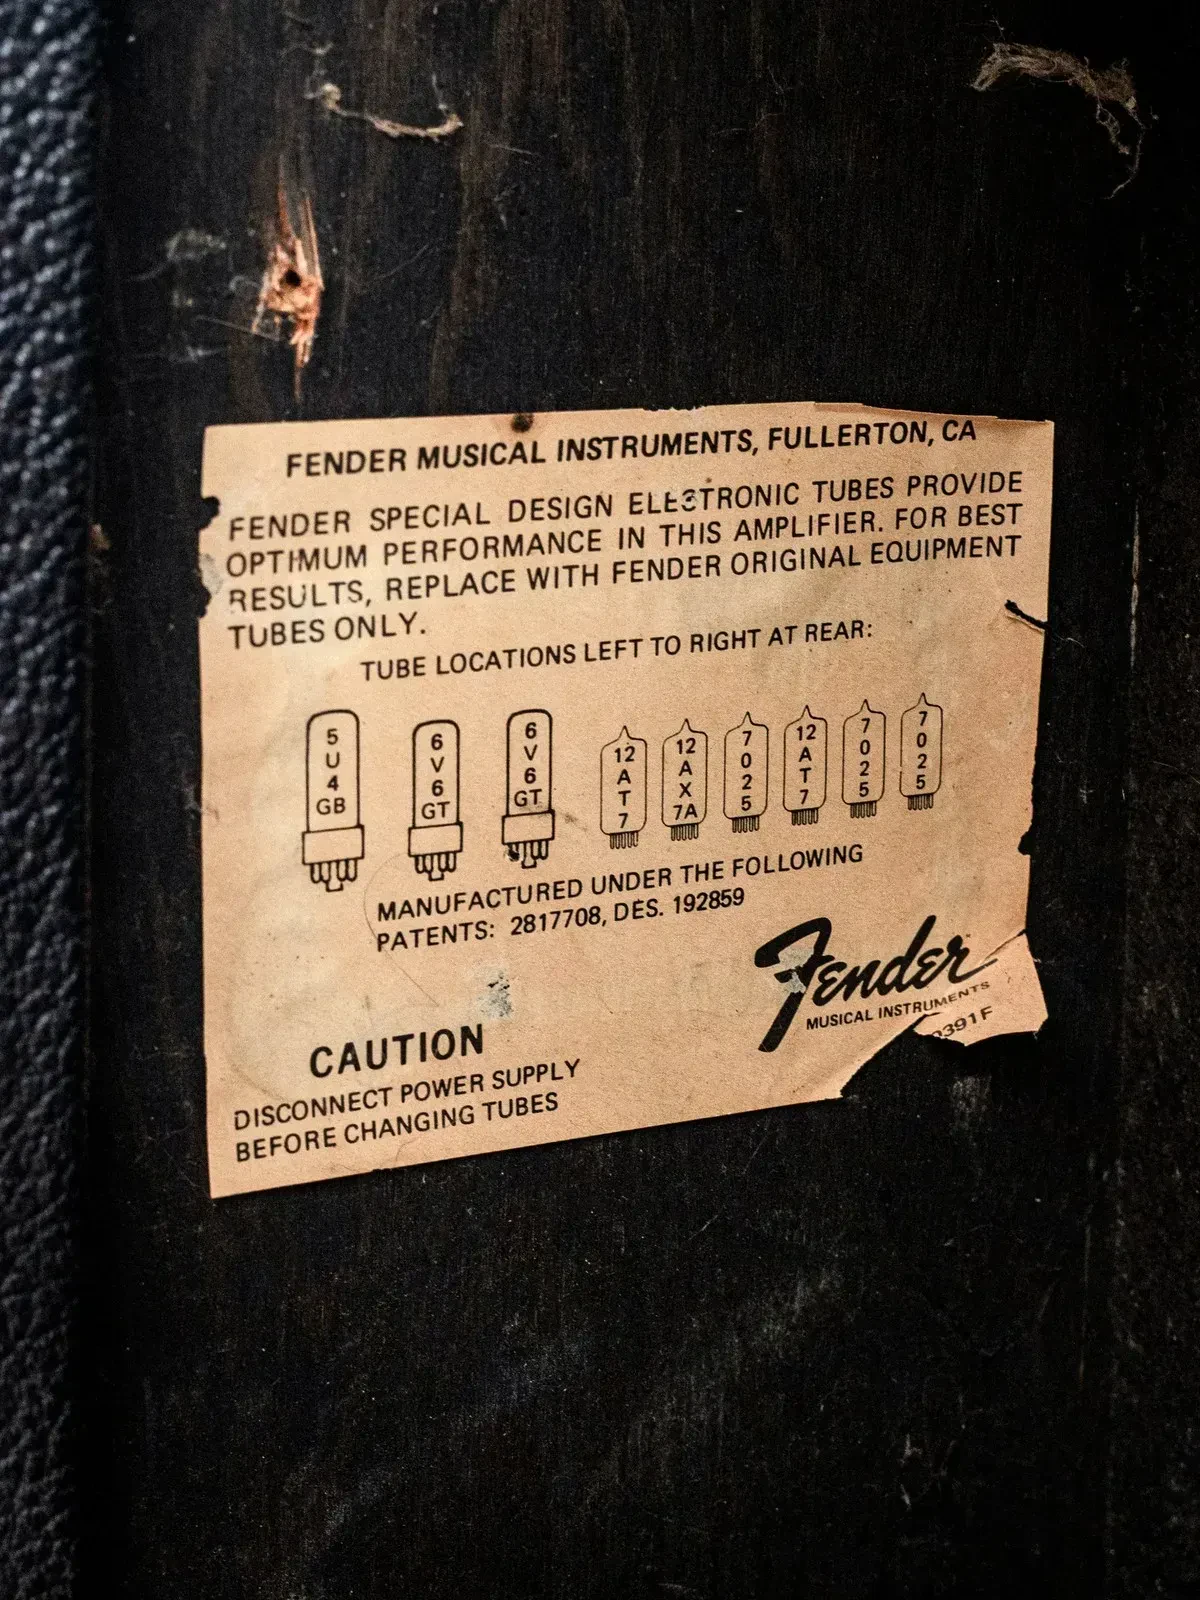 FENDER MUSICAL INSTRUMENTS, FULLERTON, CA
FENDER SPECIAL DESIGN ELECTRONIC TUBES PROVIDE
OPTIMUM PERFORMANCE IN THIS AMPLIFIER. FOR BEST
RESULTS, REPLACE WITH FENDER ORIGINAL EQUIPMENT
TUBES ONLY.
TUBE LOCATIONS LEFT TO RIGHT AT REAR:
5U4GB 6V6GT 6V6GT 12AT7 12AX7A 7025 12AT7 7025 7025
MANUFACTURED UNDER THE FOLLOWING
PATENTS: 2817708, DES. 192859
Fender
MUSICAL INSTRUMENTS
391F
CAUTION
DISCONNECT POWER SUPPLY
BEFORE CHANGING TUBES